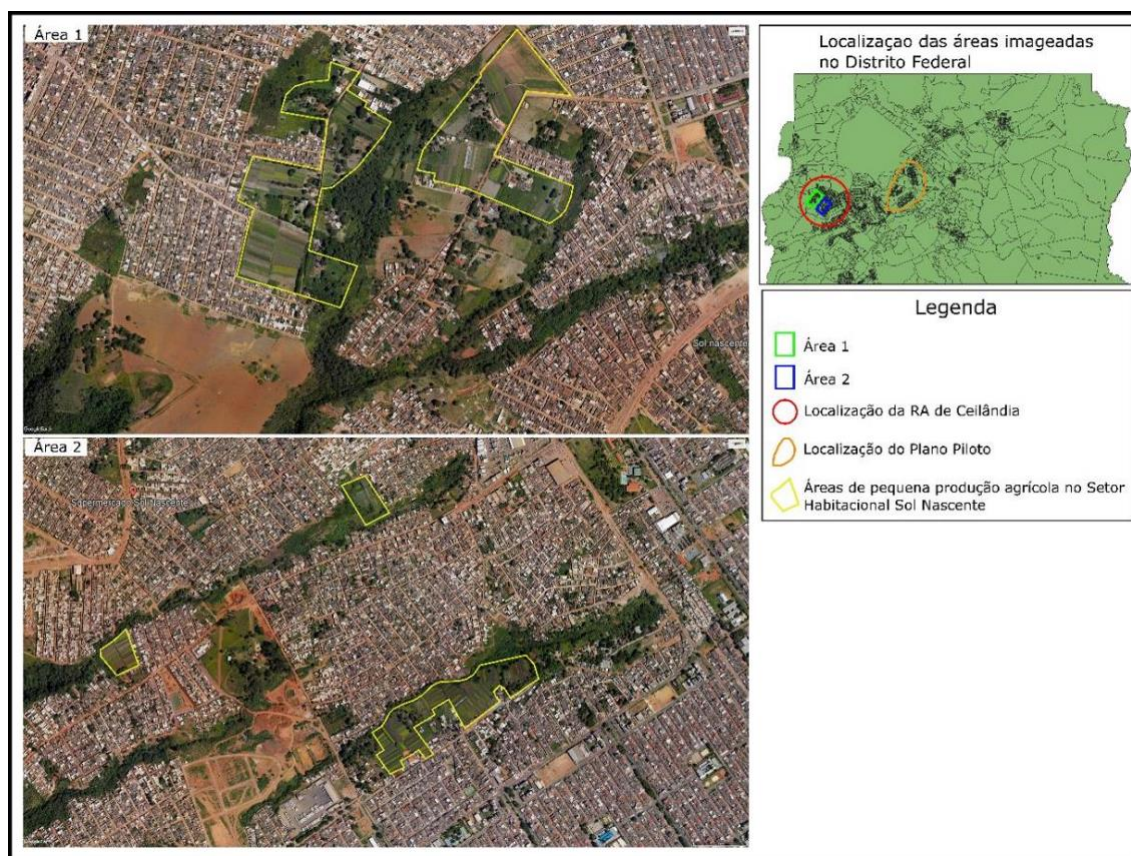 Área 1
Sol nascente
Área 2
Supermercado Sol Nascente
Localizaçao das áreas imageadas
no Distrito Federal
Legenda
Área 1
Área 2
Localização da RA de Ceilândia
Localização do Plano Piloto
Áreas de pequena produção agrícola no Setor
Habitacional Sol Nascente